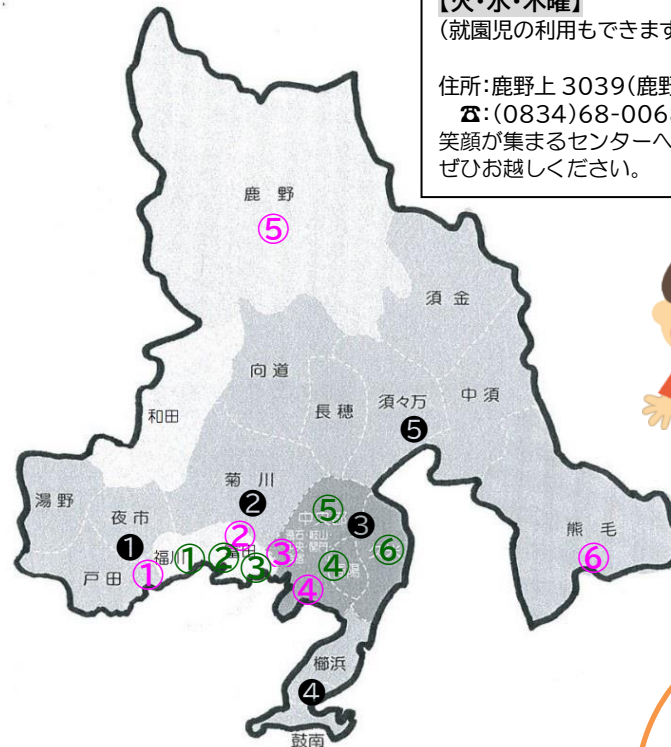 【火・水・木曜】
(就園児の利用もできます
住所:鹿野上 3039(鹿野
☎:(0834)68-006
笑顔が集まるセンターへ
ぜひお越しください。
鹿 野
⑤
須 金
向 道
長 穂
須々万
中 須
❺
和田
菊 川
❷
湯 野
夜 市
❶
戸 田
①
福川
①
②
②
③
③
⑤
❸
④
⑥
④
熊 毛
⑥
櫛浜
❹
鼓南